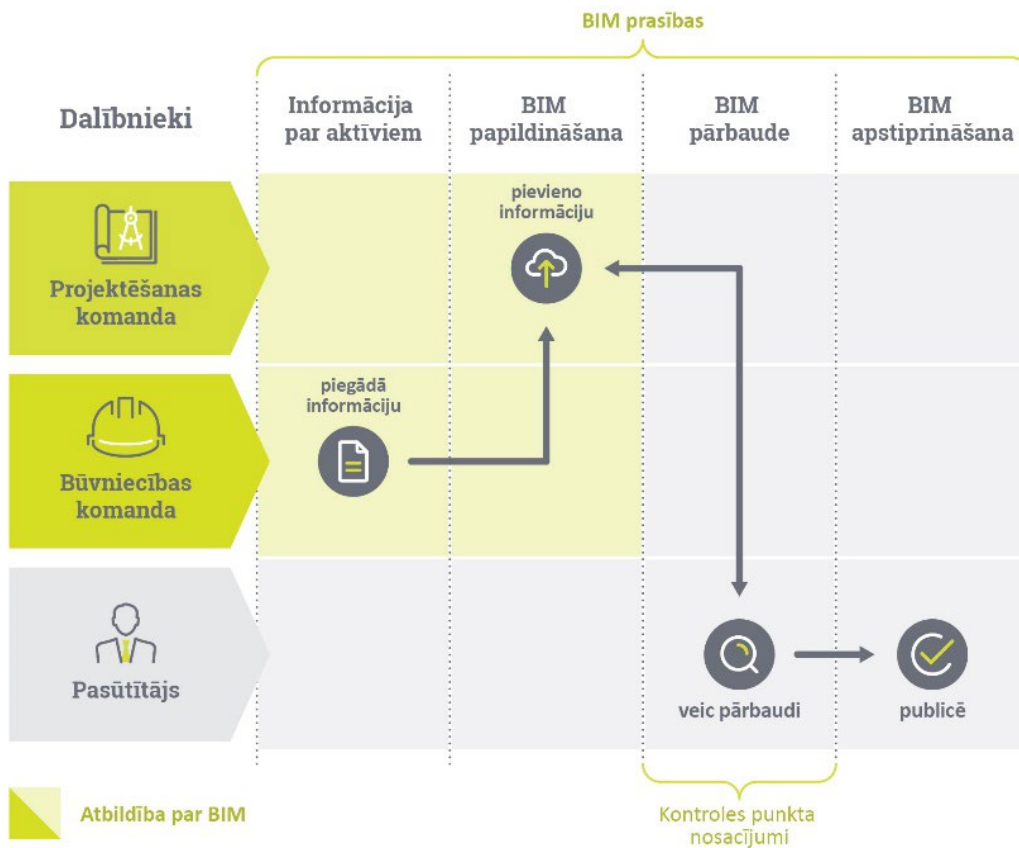 BIM prasības
Dalībnieki
Informācija
par aktīviem
BIM
papildināšana
BIM
pārbaude
BIM
apstiprināšana
Projektēšanas
komanda
pievieno
informāciju
Būvniecības
komanda
piegādā
informāciju
Pasūtītājs
veic pārbaudi
publicē
Atbildība par BIM
Kontroles punkta
nosacījumi